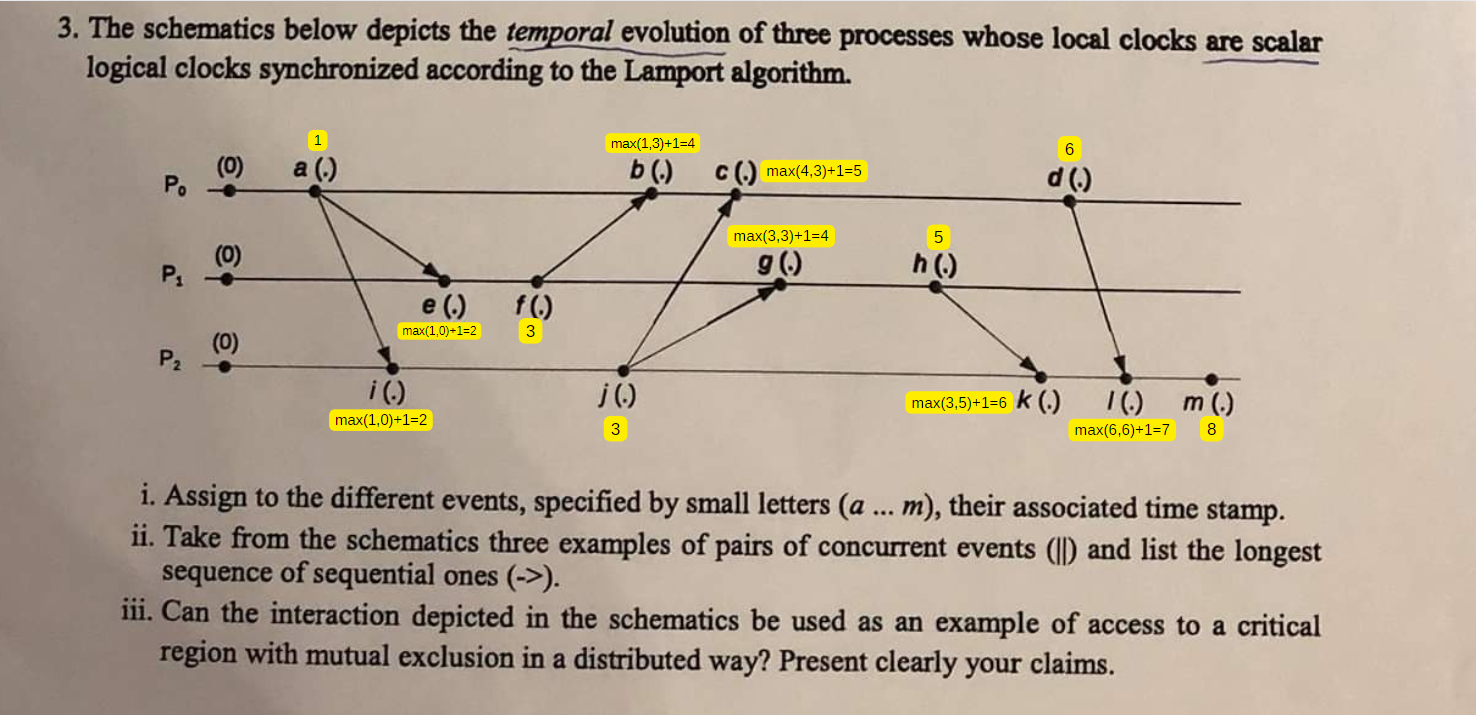 3. The schematics below depicts the temporal evolution of three processes whose local clocks are scalar
logical clocks synchronized according to the Lamport algorithm.
1
max(1,3)+1=4
6
P₀ (0) a (.) b (.) c (.) max(4,3)+1=5 d (.)
max(3,3)+1=4
5
P₁ (0) g (.) h (.)
e (.) f (.)
max(1,0)+1=2 3
P₂ (0)
i (.) j (.) max(3,5)+1=6 k (.) l (.) m (.)
max(1,0)+1=2 3 max(6,6)+1=7 8
i. Assign to the different events, specified by small letters (a ... m), their associated time stamp.
ii. Take from the schematics three examples of pairs of concurrent events (||) and list the longest
sequence of sequential ones (->).
iii. Can the interaction depicted in the schematics be used as an example of access to a critical
region with mutual exclusion in a distributed way? Present clearly your claims.